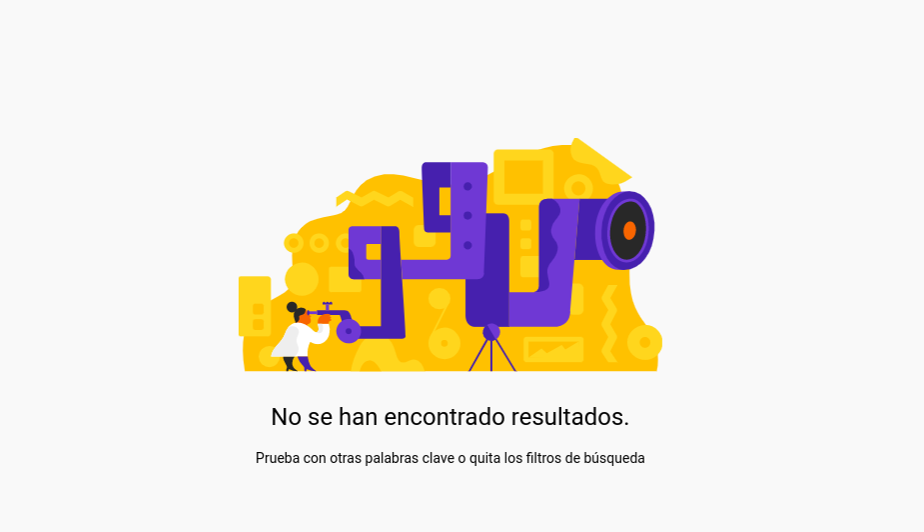 No se han encontrado resultados.
Prueba con otras palabras clave o quita los filtros de búsqueda